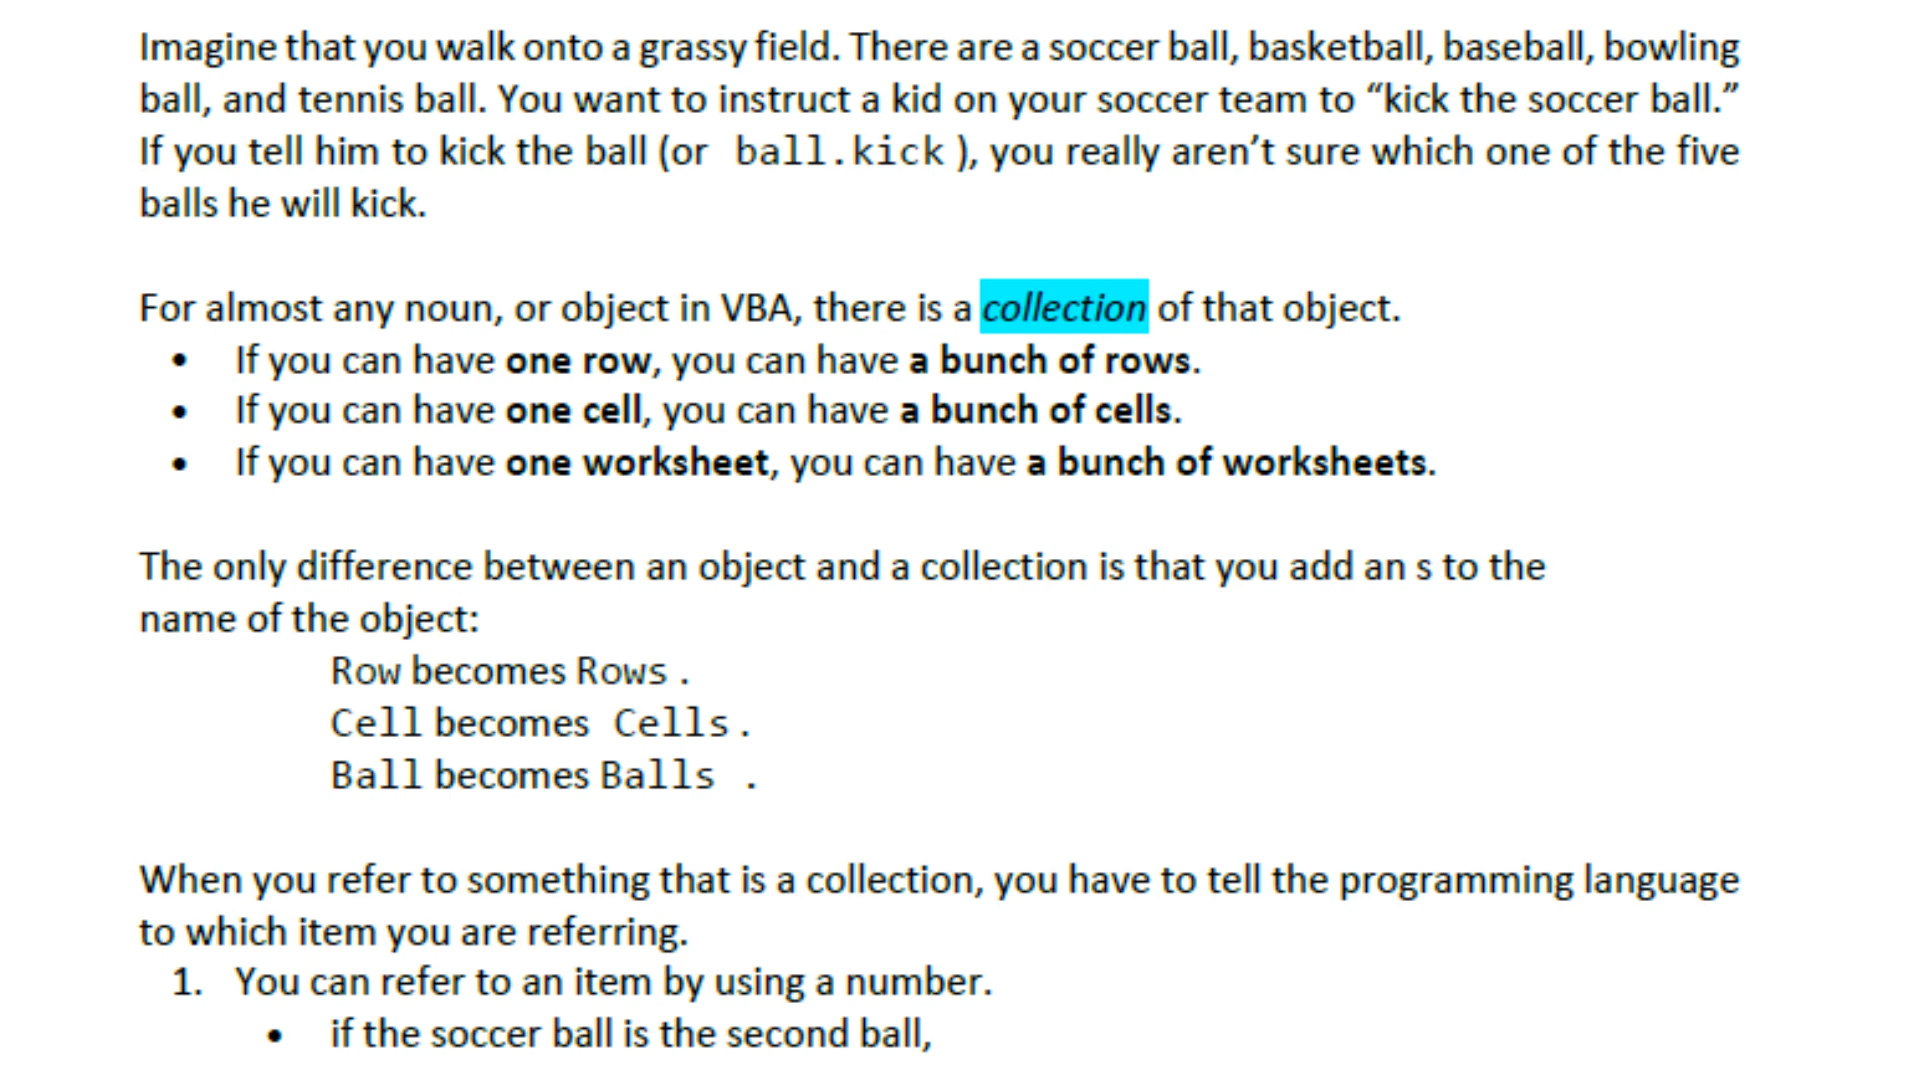 Imagine that you walk onto a grassy field. There are a soccer ball, basketball, baseball, bowling
ball, and tennis ball. You want to instruct a kid on your soccer team to “kick the soccer ball.”
If you tell him to kick the ball (or ball.kick ), you really aren’t sure which one of the five
balls he will kick.
For almost any noun, or object in VBA, there is a collection of that object.
• If you can have one row, you can have a bunch of rows.
• If you can have one cell, you can have a bunch of cells.
• If you can have one worksheet, you can have a bunch of worksheets.
The only difference between an object and a collection is that you add an s to the
name of the object:
Row becomes Rows .
Cell becomes Cells.
Ball becomes Balls .
When you refer to something that is a collection, you have to tell the programming language
to which item you are referring.
1. You can refer to an item by using a number.
• if the soccer ball is the second ball,